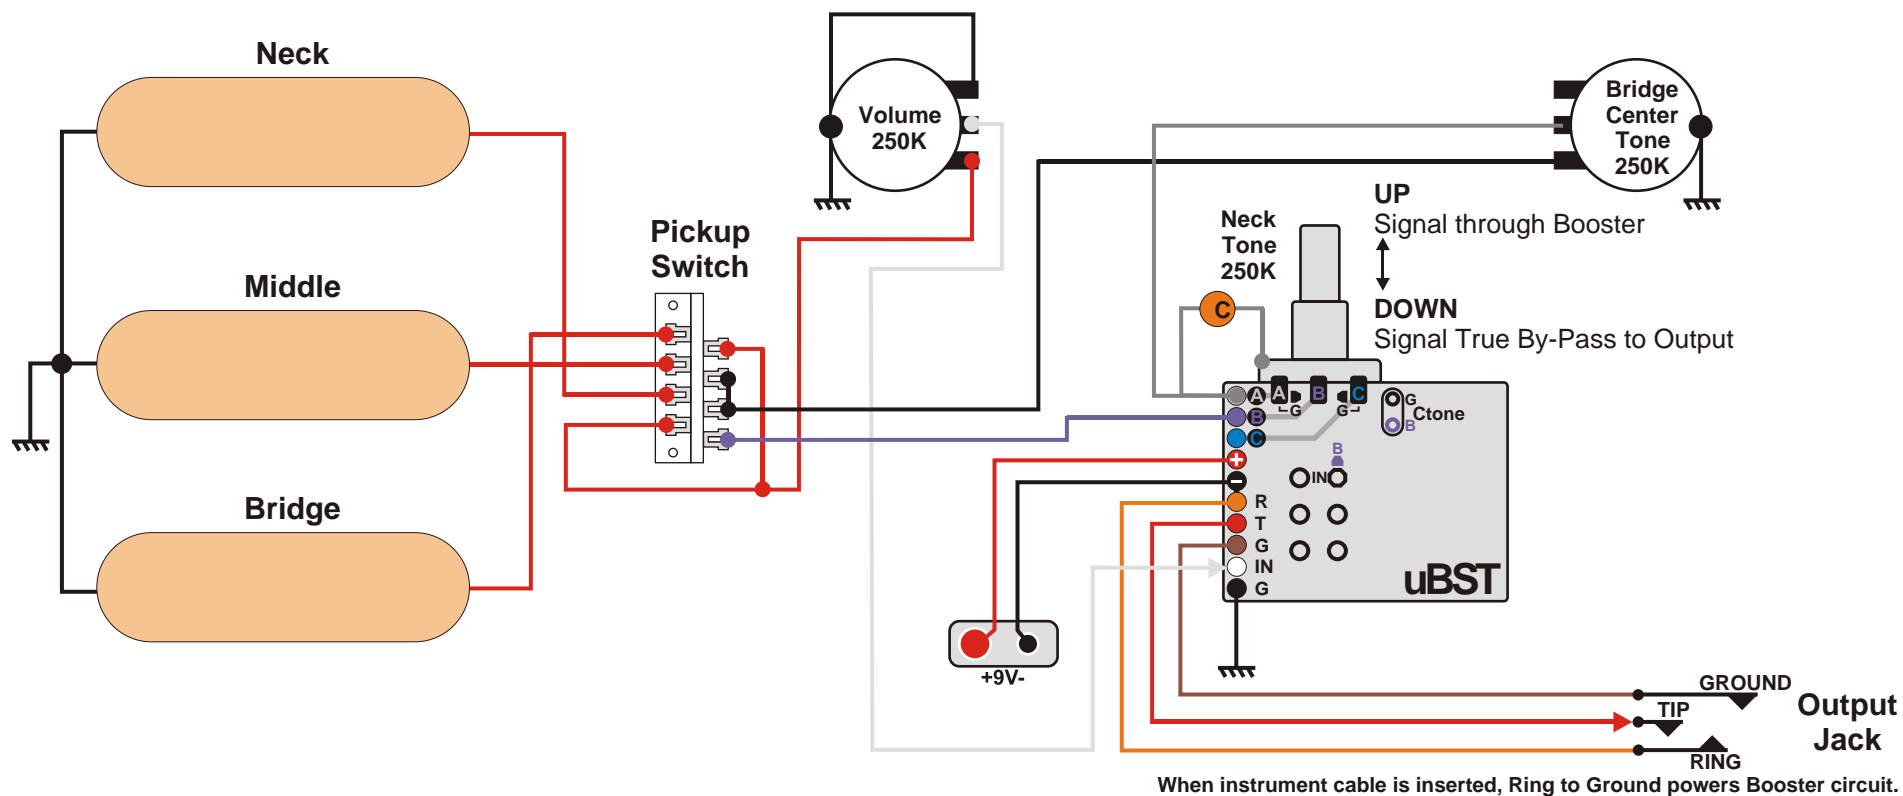 Neck
Middle
Bridge
Pickup
Switch
Volume
250K
Bridge
Center
Tone
250K
Neck
Tone
250K
C
UP
Signal through Booster
DOWN
Signal True By-Pass to Output
A A B C
G G
B
C
G
Ctone
B
B
+
IN
-
R
T
G
IN
G
uBST
+9V-
GROUND
TIP
RING
Output
Jack
When instrument cable is inserted, Ring to Ground powers Booster circuit.